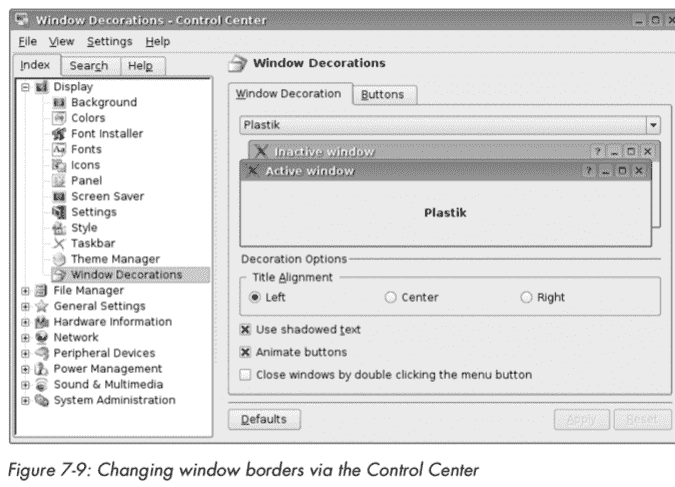 Window Decorations - Control Center
File View Settings Help
Index Search Help
Display
Background
Colors
Font Installer
Fonts
Icons
Panel
Screen Saver
Settings
Style
Taskbar
Theme Manager
Window Decorations
File Manager
General Settings
Hardware Information
Network
Peripheral Devices
Power Management
Sound & Multimedia
System Administration
Window Decorations
Window Decoration Buttons
Plastik
Inactive window
Active window
Plastik
Decoration Options
Title Alignment
Left Center Right
Use shadowed text
Animate buttons
Close windows by double clicking the menu button
Defaults Apply Reset
Figure 7-9: Changing window borders via the Control Center